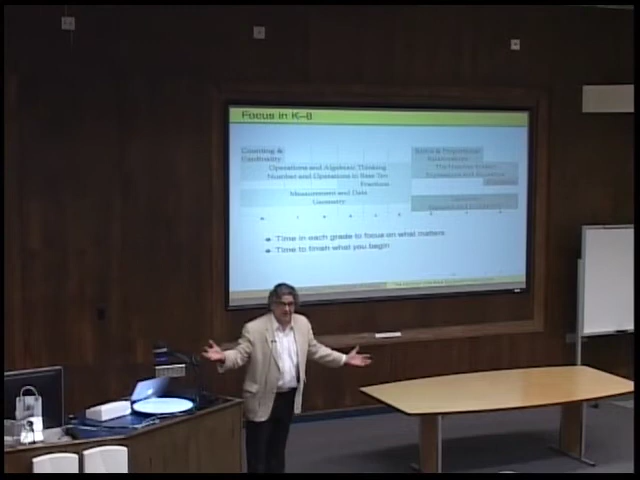 Focus in K–8
Counting &
Cardinality
Operations and Algebraic Thinking
Number and Operations in Base Ten
Fractions
Measurement and Data
Geometry
Ratios & Proportional
Relationships
The Number System
Expressions and Equations
Time in each grade to focus on what matters
Time to finish what you begin